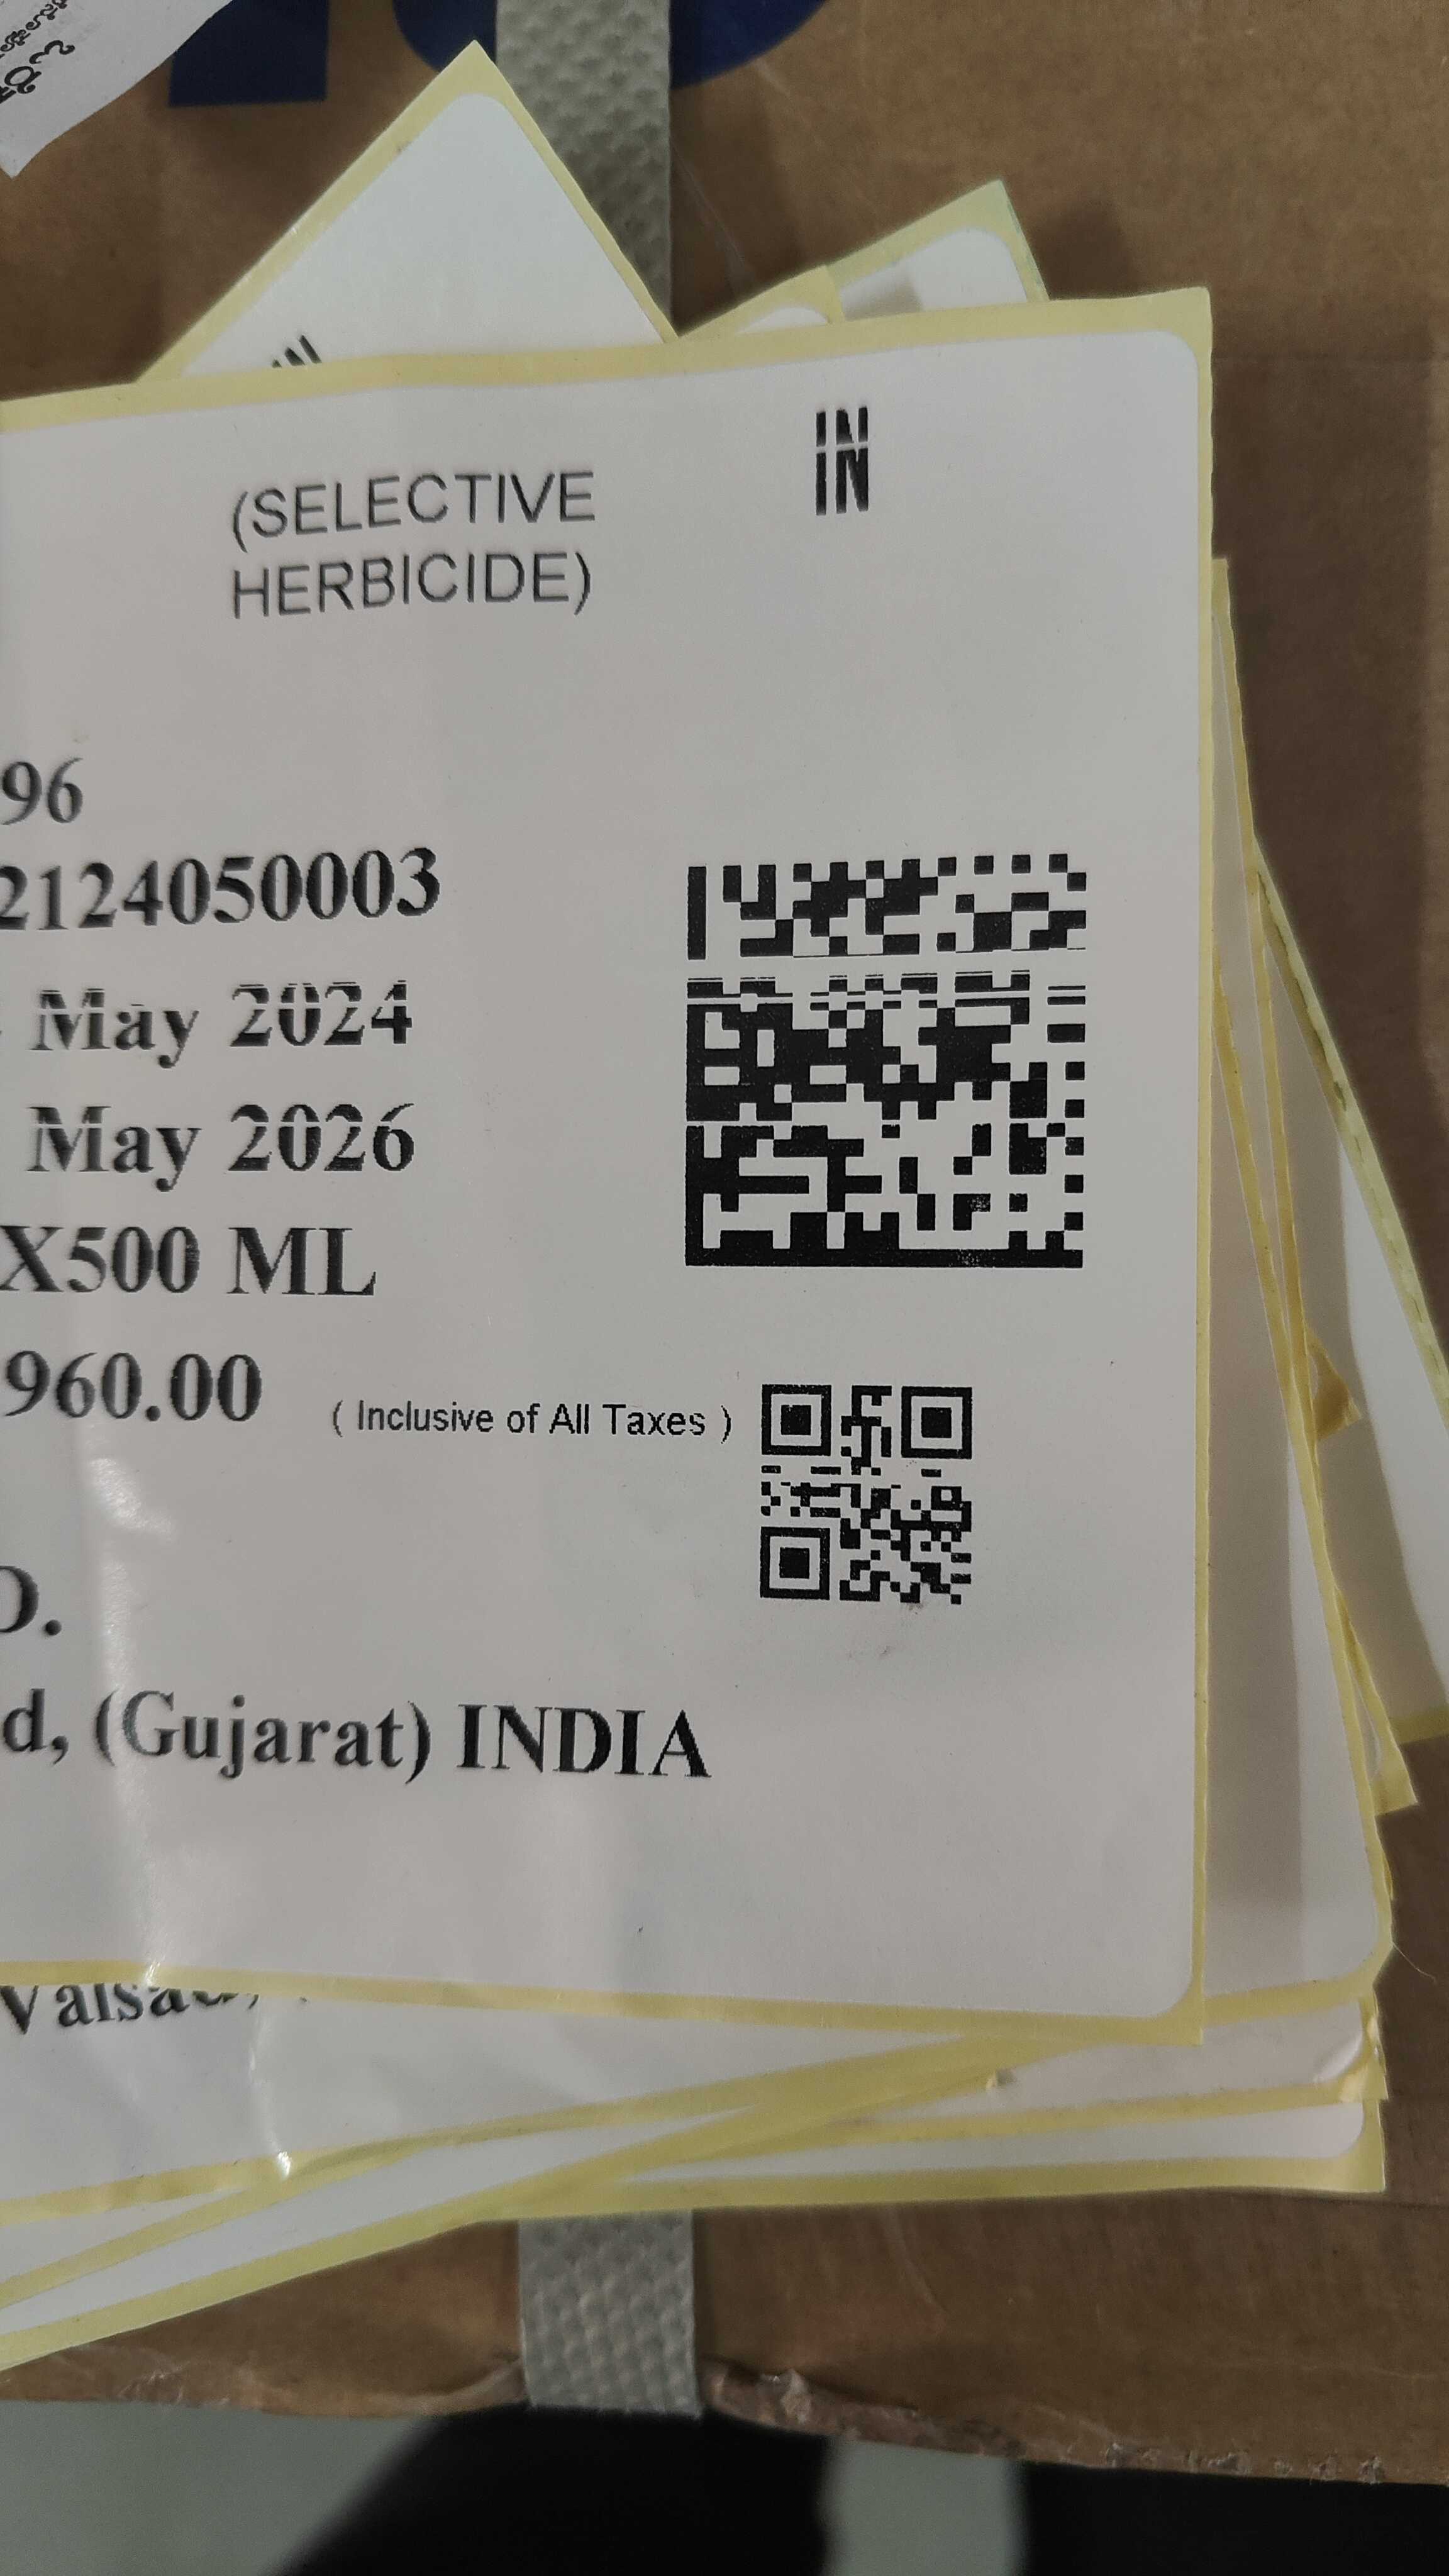 IN
(SELECTIVE
HERBICIDE)
96
2124050003
May 2024
May 2026
X500 ML
960.00 ( Inclusive of All Taxes )
D.
d, (Gujarat) INDIA